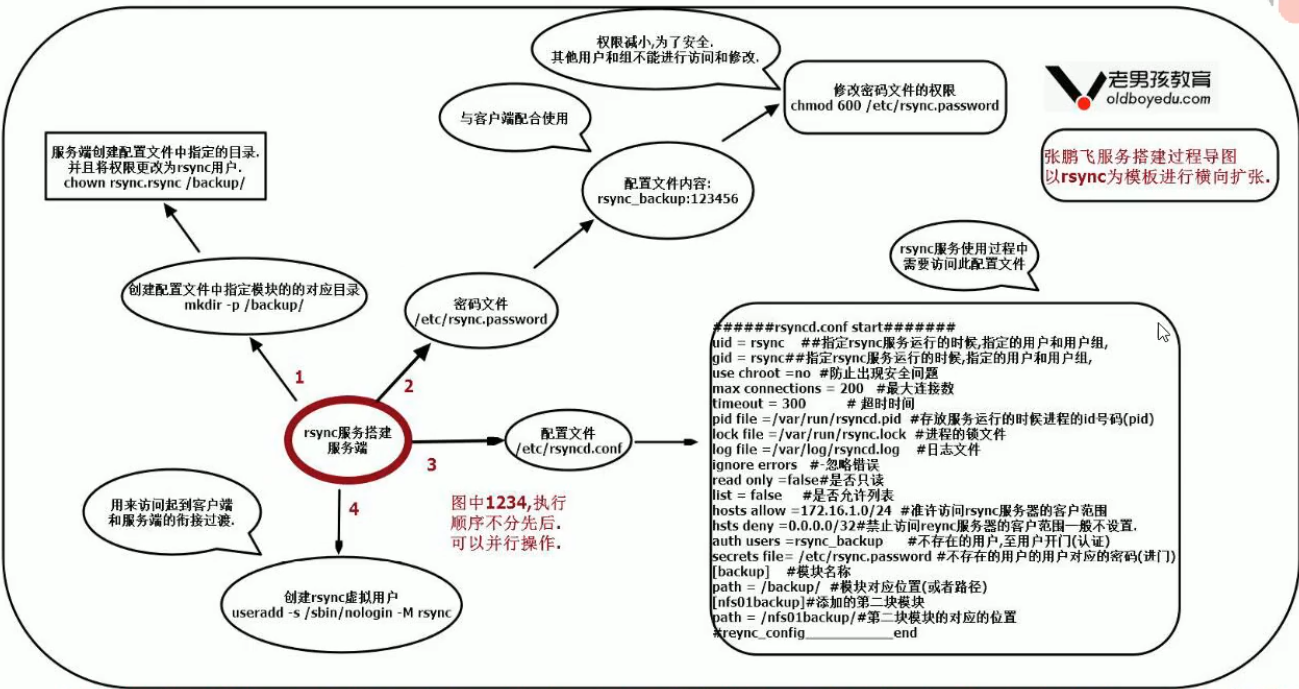 权限减小,为了安全.
其他用户和组不能进行访问和修改.
修改密码文件的权限
chmod 600 /etc/rsync.password
老男孩教育
oldboyedu.com
与客户端配合使用
张鹏飞服务搭建过程导图
以rsync为模板进行横向扩张.
服务端创建配置文件中指定的目录.
并且将权限更改为rsync用户.
chown rsync.rsync /backup/
配置文件内容:
rsync_backup:123456
rsync服务使用过程中
需要访问此配置文件
创建配置文件中指定模块的的对应目录
mkdir -p /backup/
密码文件
/etc/rsync.password
1
2
rsync服务搭建
服务端
3
配置文件
/etc/rsyncd.conf
4
用来访问起到客户端
和服务端的衔接过渡.
图中1234,执行
顺序不分先后.
可以并行操作.
创建rsync虚拟用户
useradd -s /sbin/nologin -M rsync
######rsyncd.conf start#######
uid = rsync ##指定rsync服务运行的时候,指定的用户和用户组,
gid = rsync##指定rsync服务运行的时候,指定的用户和用户组,
use chroot =no #防止出现安全问题
max connections = 200 #最大连接数
timeout = 300 # 超时时间
pid file =/var/run/rsyncd.pid #存放服务运行的时候进程的id号码(pid)
lock file =/var/run/rsync.lock #进程的锁文件
log file =/var/log/rsyncd.log #日志文件
ignore errors #-忽略错误
read only =false#是否只读
list = false #是否允许列表
hosts allow =172.16.1.0/24 #准许访问rsync服务器的客户范围
hsts deny =0.0.0.0/32#禁止访问reync服务器的客户范围一般不设置.
auth users =rsync_backup #不存在的用户,至用户开门(认证)
secrets file= /etc/rsync.password #不存在的用户的用户对应的密码(进门)
[backup] #模块名称
path = /backup/ #模块对应位置(或者路径)
[nfs01backup]#添加的第二块模块
path = /nfs01backup/#第二块模块的对应的位置
#reync_config____________end